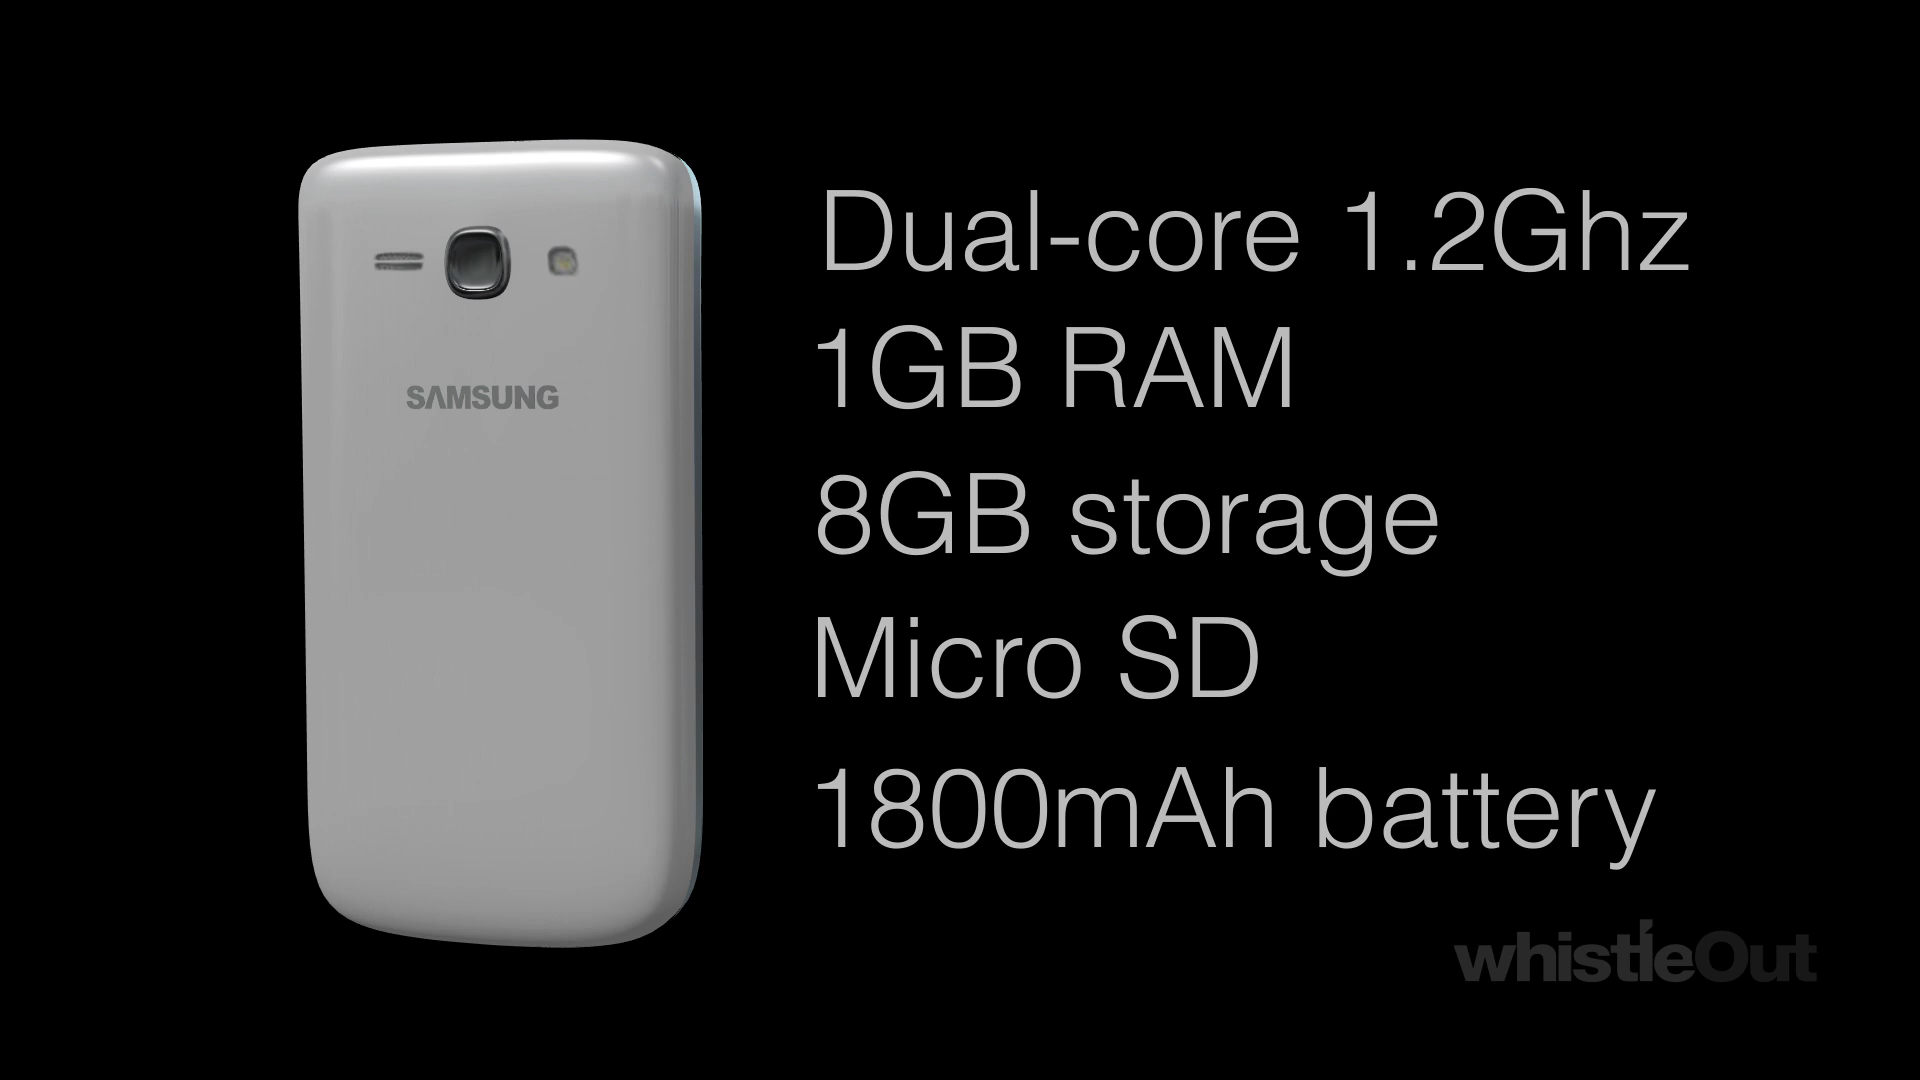 SAMSUNG
Dual-core 1.2Ghz
1GB RAM
8GB storage
Micro SD
1800mAh battery
whistleOut